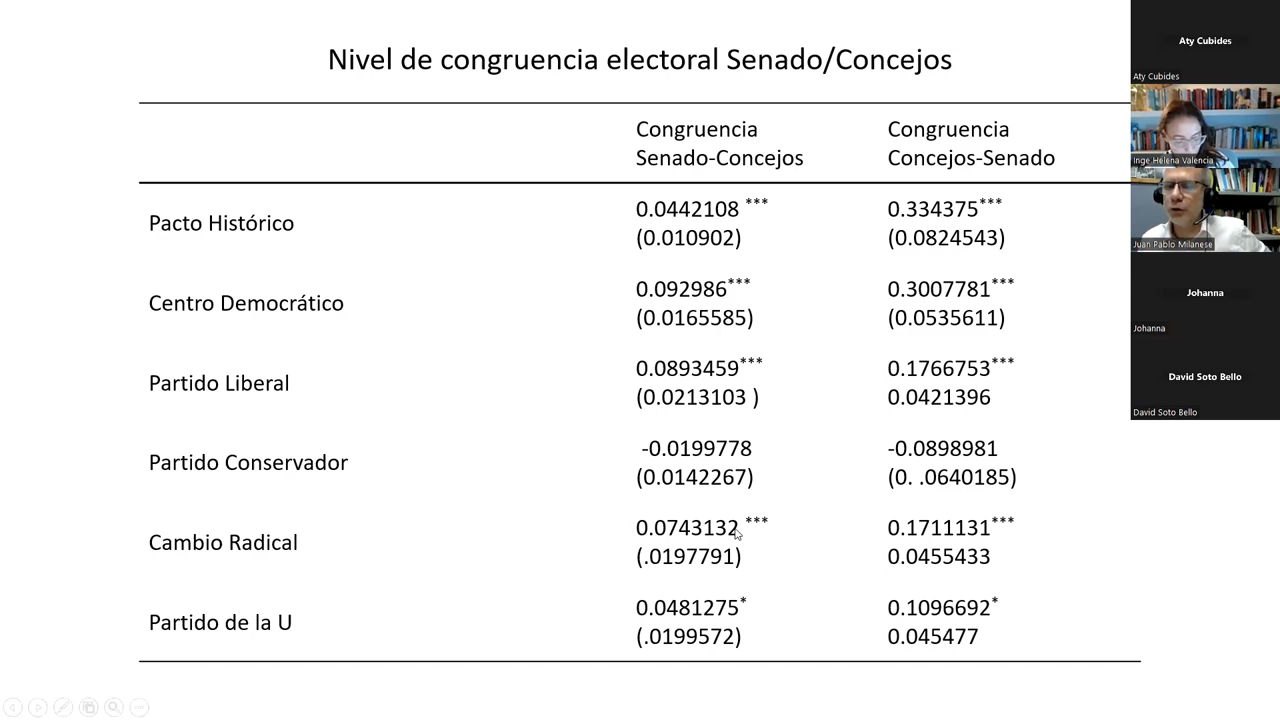 Nivel de congruencia electoral Senado/Concejos
Congruencia Senado-Concejos
Congruencia Concejos-Senado
Pacto Histórico
0.0442108 ***
(0.010902)
0.334375***
(0.0824543)
Centro Democrático
0.092986***
(0.0165585)
0.3007781***
(0.0535611)
Partido Liberal
0.0893459***
(0.0213103 )
0.1766753***
0.0421396
Partido Conservador
-0.0199778
(0.0142267)
-0.0898981
(0. .0640185)
Cambio Radical
0.0743132 ***
(.0197791)
0.1711131***
0.0455433
Partido de la U
0.0481275*
(.0199572)
0.1096692*
0.045477
Aty Cubides
Aty Cubides
Inge Helena Valencia
Juan Pablo Milanese
Johanna
Johanna
David Soto Bello
David Soto Bello